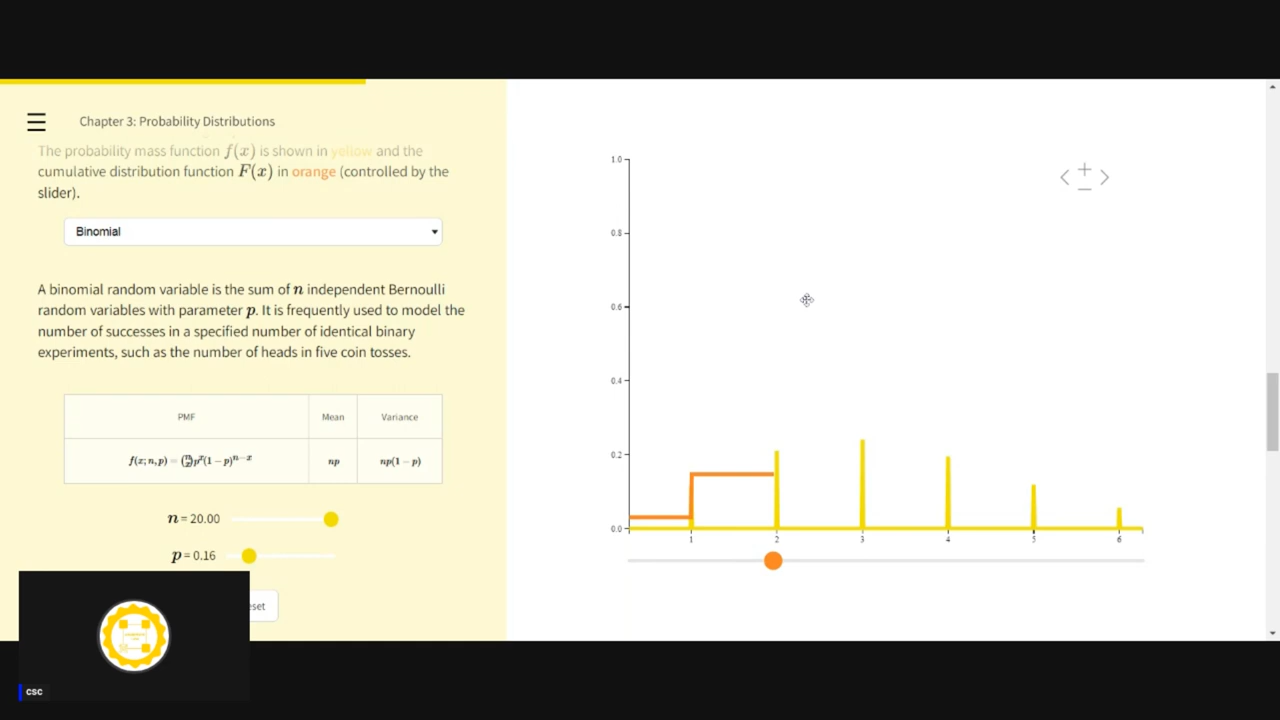 Chapter 3: Probability Distributions
The probability mass function f(x) is shown in yellow and the
cumulative distribution function F(x) in orange (controlled by the
slider).
Binomial
A binomial random variable is the sum of n independent Bernoulli
random variables with parameter p. It is frequently used to model the
number of successes in a specified number of identical binary
experiments, such as the number of heads in five coin tosses.
PMF Mean Variance
f(x; n, p) = (n x)p^x(1 − p)^{n−x} np np(1 − p)
n = 20.00
p = 0.16
eset
csc
1.0
0.8
0.6
0.4
0.2
0.0
1 2 3 4 5 6